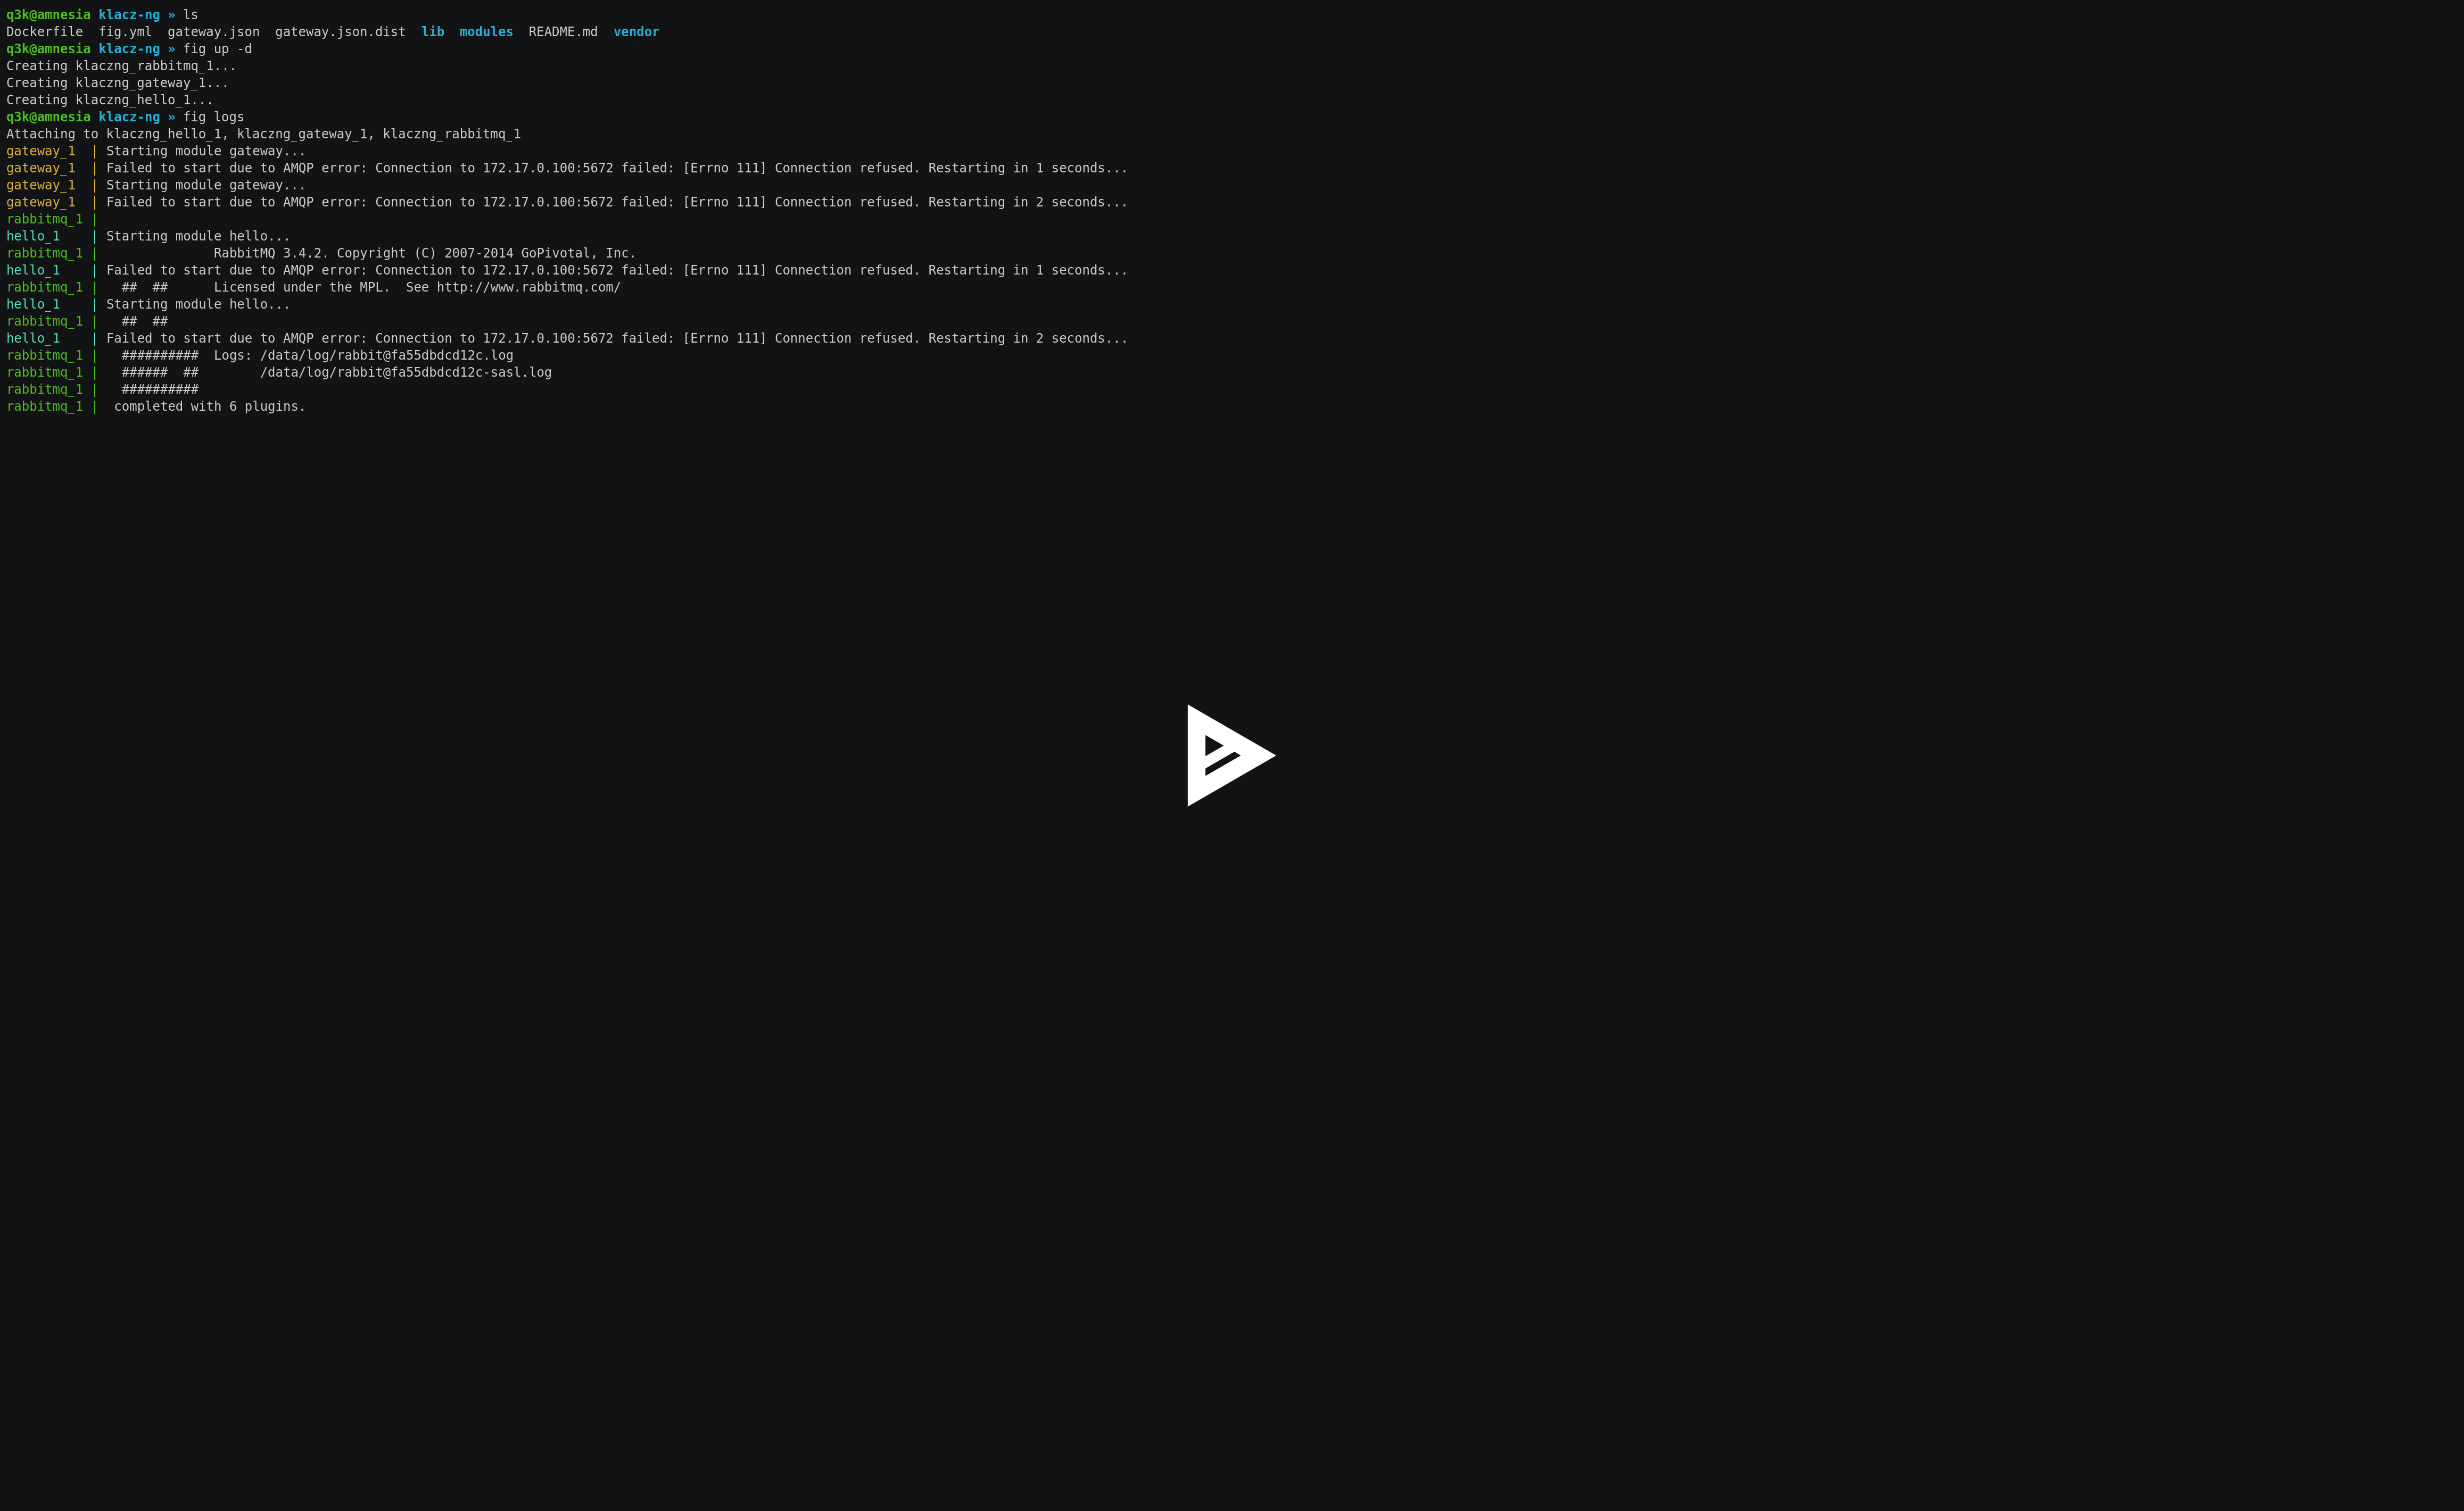 q3k@amnesia klacz-ng » ls
Dockerfile  fig.yml  gateway.json  gateway.json.dist  lib  modules  README.md  vendor
q3k@amnesia klacz-ng » fig up -d
Creating klaczng_rabbitmq_1...
Creating klaczng_gateway_1...
Creating klaczng_hello_1...
q3k@amnesia klacz-ng » fig logs
Attaching to klaczng_hello_1, klaczng_gateway_1, klaczng_rabbitmq_1
gateway_1  | Starting module gateway...
gateway_1  | Failed to start due to AMQP error: Connection to 172.17.0.100:5672 failed: [Errno 111] Connection refused. Restarting in 1 seconds...
gateway_1  | Starting module gateway...
gateway_1  | Failed to start due to AMQP error: Connection to 172.17.0.100:5672 failed: [Errno 111] Connection refused. Restarting in 2 seconds...
rabbitmq_1 |
hello_1    | Starting module hello...
rabbitmq_1 |               RabbitMQ 3.4.2. Copyright (C) 2007-2014 GoPivotal, Inc.
hello_1    | Failed to start due to AMQP error: Connection to 172.17.0.100:5672 failed: [Errno 111] Connection refused. Restarting in 1 seconds...
rabbitmq_1 |   ##  ##      Licensed under the MPL.  See http://www.rabbitmq.com/
hello_1    | Starting module hello...
rabbitmq_1 |   ##  ##
hello_1    | Failed to start due to AMQP error: Connection to 172.17.0.100:5672 failed: [Errno 111] Connection refused. Restarting in 2 seconds...
rabbitmq_1 |   ##########  Logs: /data/log/rabbit@fa55dbdcd12c.log
rabbitmq_1 |   ######  ##        /data/log/rabbit@fa55dbdcd12c-sasl.log
rabbitmq_1 |   ##########
rabbitmq_1 |  completed with 6 plugins.